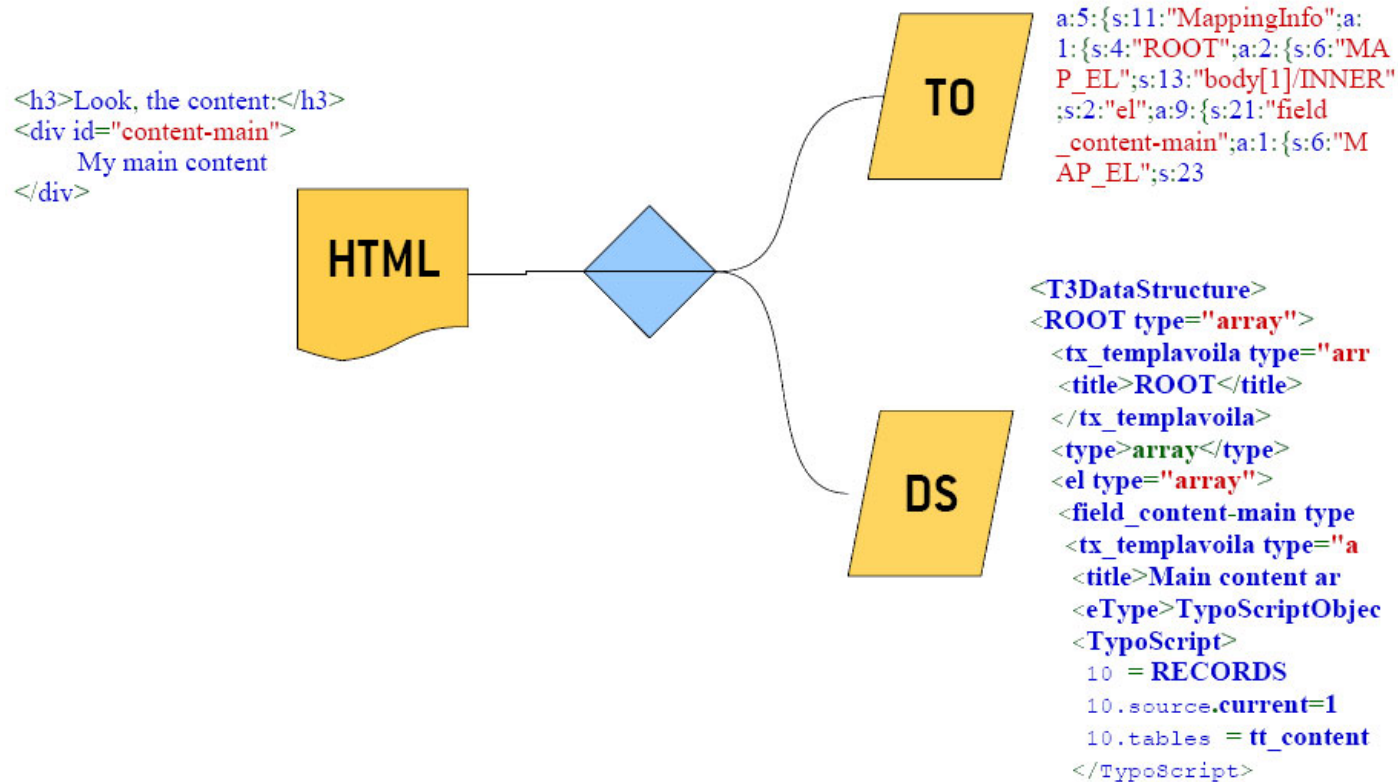 <h3>Look, the content:</h3>
<div id="content-main">
My main content
</div>
HTML
TO
a:5:{s:11:"MappingInfo";a:
1:{s:4:"ROOT";a:2:{s:6:"MA
P_EL";s:13:"body[1]/INNER"
;s:2:"el";a:9:{s:21:"field
_content-main";a:1:{s:6:"M
AP_EL";s:23
DS
<T3DataStructure>
<ROOT type="array">
<tx_templavoila type="arr
<title>ROOT</title>
</tx_templavoila>
<type>array</type>
<el type="array">
<field_content-main type
<tx_templavoila type="a
<title>Main content ar
<eType>TypoScriptObjec
<TypoScript>
10 = RECORDS
10.source.current=1
10.tables = tt_content
</TypoScript>